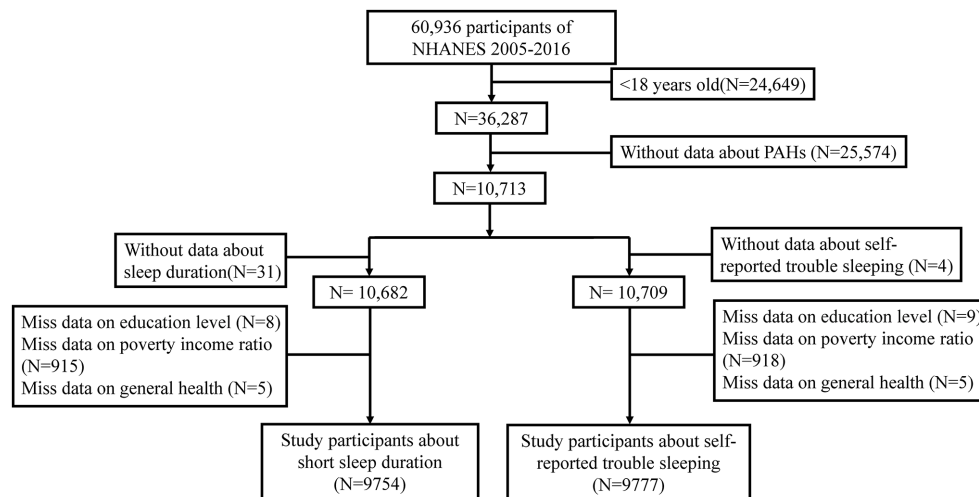 60,936 participants of
NHANES 2005-2016
<18 years old(N=24,649)
N=36,287
Without data about PAHs (N=25,574)
N=10,713
Without data about
sleep duration(N=31)
Without data about self-
reported trouble sleeping (N=4)
N= 10,682
N= 10,709
Miss data on education level (N=8)
Miss data on poverty income ratio
(N=915)
Miss data on general health (N=5)
Miss data on education level (N=9)
Miss data on poverty income ratio
(N=918)
Miss data on general health (N=5)
Study participants about
short sleep duration
(N=9754)
Study participants about self-
reported trouble sleeping
(N=9777)